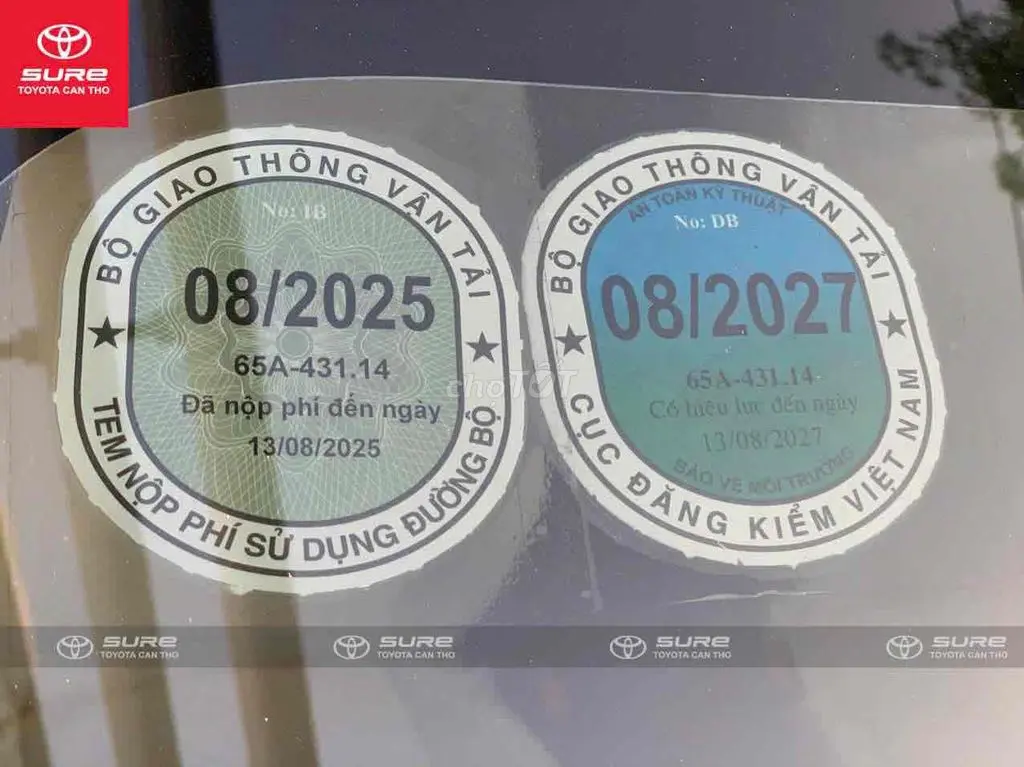 SURE
TOYOTA CAN THO
BỘ GIAO THÔNG VẬN TẢI
No: IB
08/2025
65A-431.14
Đã nộp phí đến ngày
13/08/2025
★ TEM NỘP PHÍ SỬ DỤNG ĐƯỜNG BỘ ★
BỘ GIAO THÔNG VẬN TẢI
AN TOÀN KỸ THUẬT
No: DB
08/2027
65A-431.14
Có hiệu lực đến ngày
13/08/2027
BẢO VỆ MÔI TRƯỜNG
★ CỤC ĐĂNG KIỂM VIỆT NAM ★
choTỐT
SURE
TOYOTA CAN THO
SURE
TOYOTA CAN THO
SURE
TOYOTA CAN THO
SURE
TOYOTA CAN THO